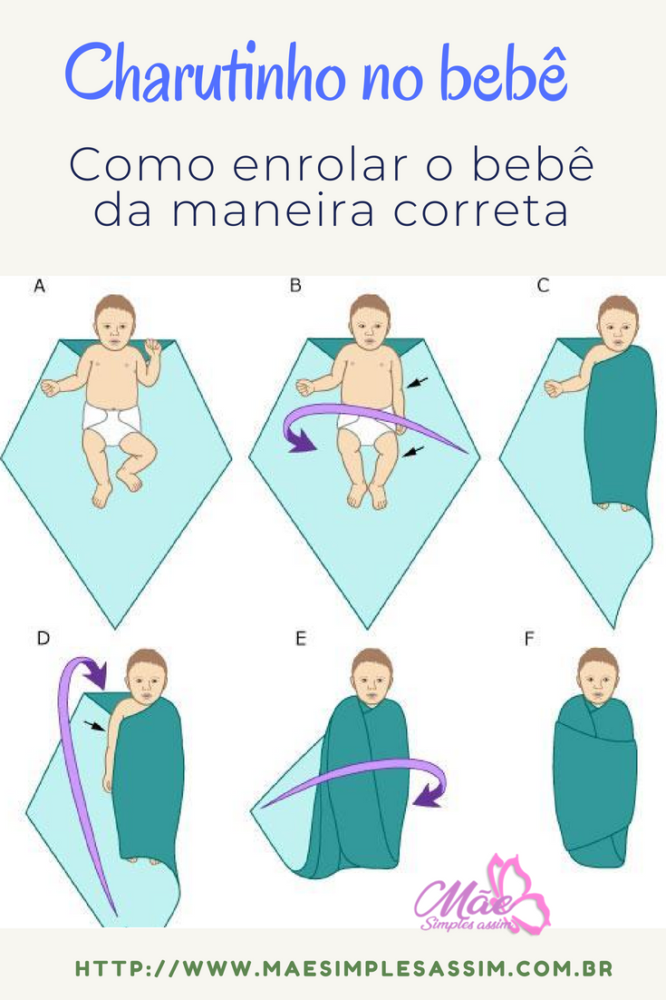 Charutinho no bebê
Como enrolar o bebê
da maneira correta
A
B
C
D
E
F
Mãe
Simples assim
HTTP://WWW.MAESIMPLESASSIM.COM.BR